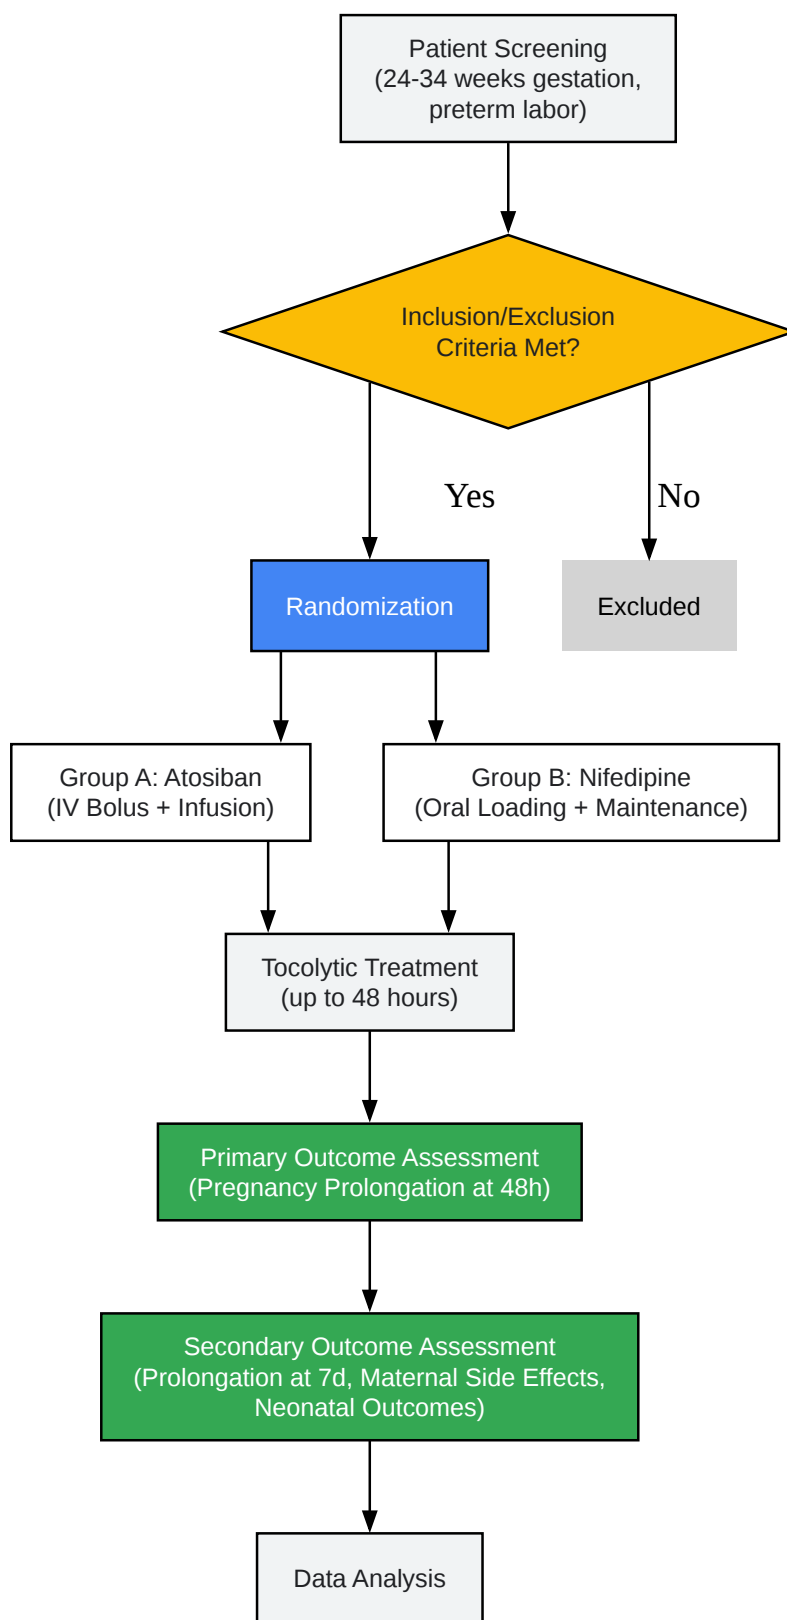 Patient Screening
(24-34 weeks gestation,
preterm labor)
Inclusion/Exclusion
Criteria Met?
Yes
No
Randomization
Excluded
Group A: Atosiban
(IV Bolus + Infusion)
Group B: Nifedipine
(Oral Loading + Maintenance)
Tocolytic Treatment
(up to 48 hours)
Primary Outcome Assessment
(Pregnancy Prolongation at 48h)
Secondary Outcome Assessment
(Prolongation at 7d, Maternal Side Effects,
Neonatal Outcomes)
Data Analysis